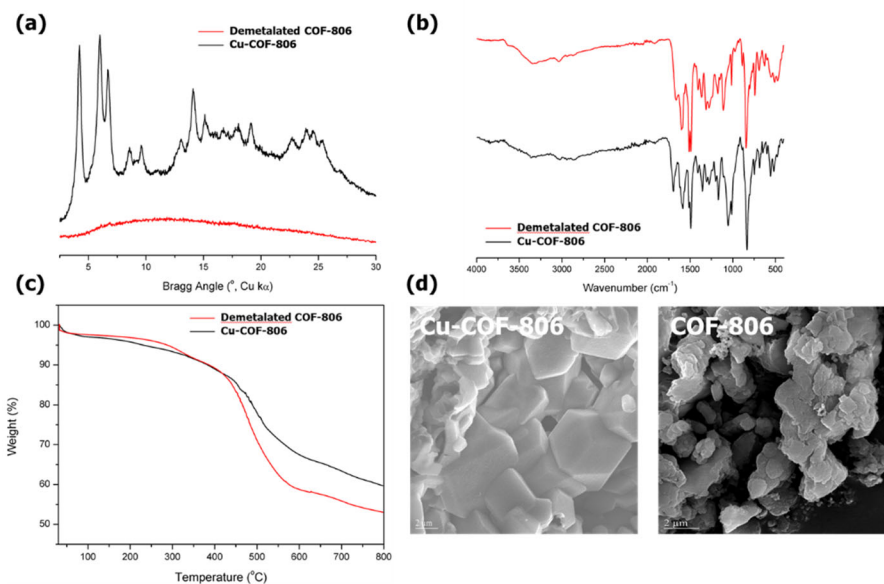 (a)
Demetalated COF-806
Cu-COF-806
5
10
15
20
25
30
Bragg Angle (°, Cu kα)
(b)
Demetalated COF-806
Cu-COF-806
4000
3500
3000
2500
2000
1500
1000
500
Wavenumber (cm⁻¹)
(c)
Demetalated COF-806
Cu-COF-806
100
90
80
70
60
50
Weight (%)
100
200
300
400
500
600
700
800
Temperature (°C)
(d)
Cu-COF-806
2 μm
COF-806
2 μm